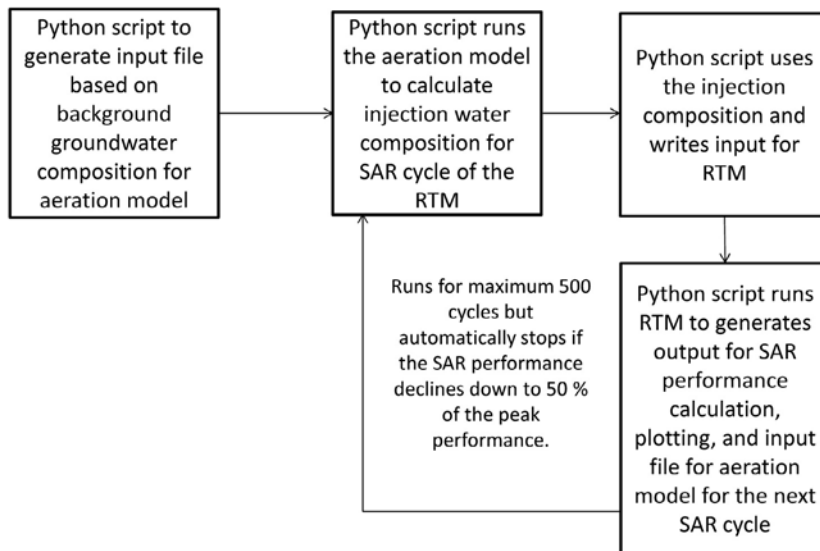 Python script to
generate input file
based on
background
groundwater
composition for
aeration model
Python script runs
the aeration model
to calculate
injection water
composition for
SAR cycle of the
RTM
Python script uses
the injection
composition and
writes input for
RTM
Python script runs
RTM to generates
output for SAR
performance
calculation,
plotting, and input
file for aeration
model for the next
SAR cycle
Runs for maximum 500
cycles but
automatically stops if
the SAR performance
declines down to 50 %
of the peak
performance.